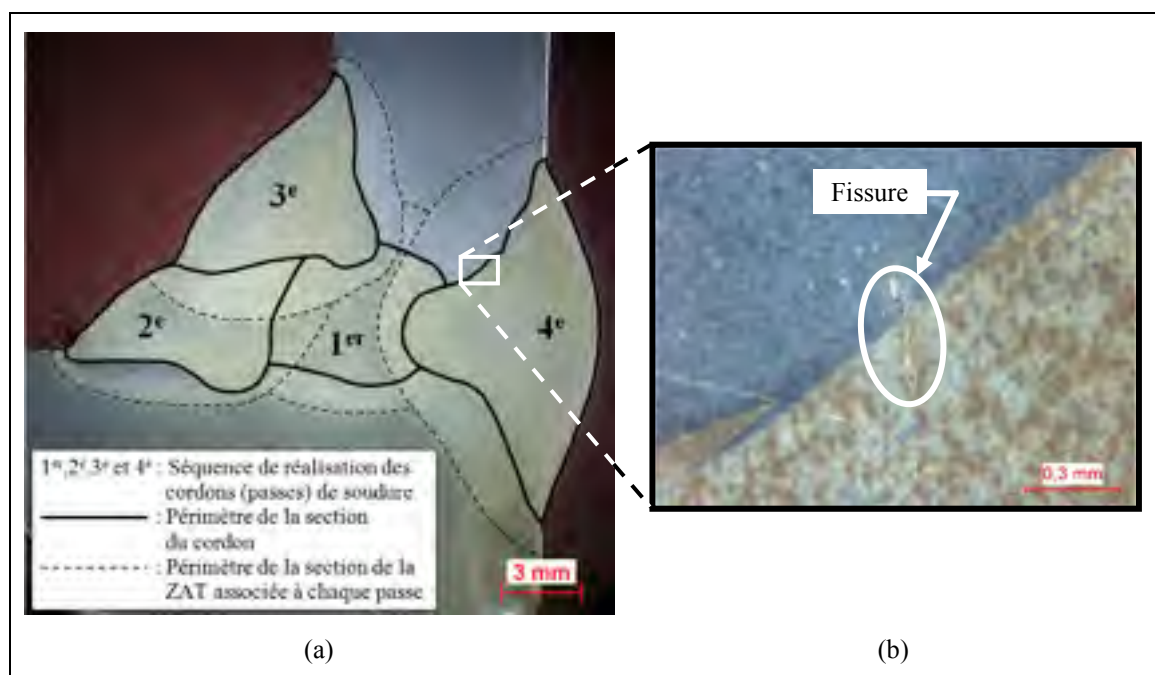 3ᵉ
2ᵉ
1ᵉʳ
4ᵉ
1ᵉʳ,2ᵉ,3ᵉ et 4ᵉ : Séquence de réalisation des
cordons (passes) de soudure
: Périmètre de la section
du cordon
: Périmètre de la section de la
ZAT associée à chaque passe
3 mm
Fissure
0,3 mm
(a)
(b)